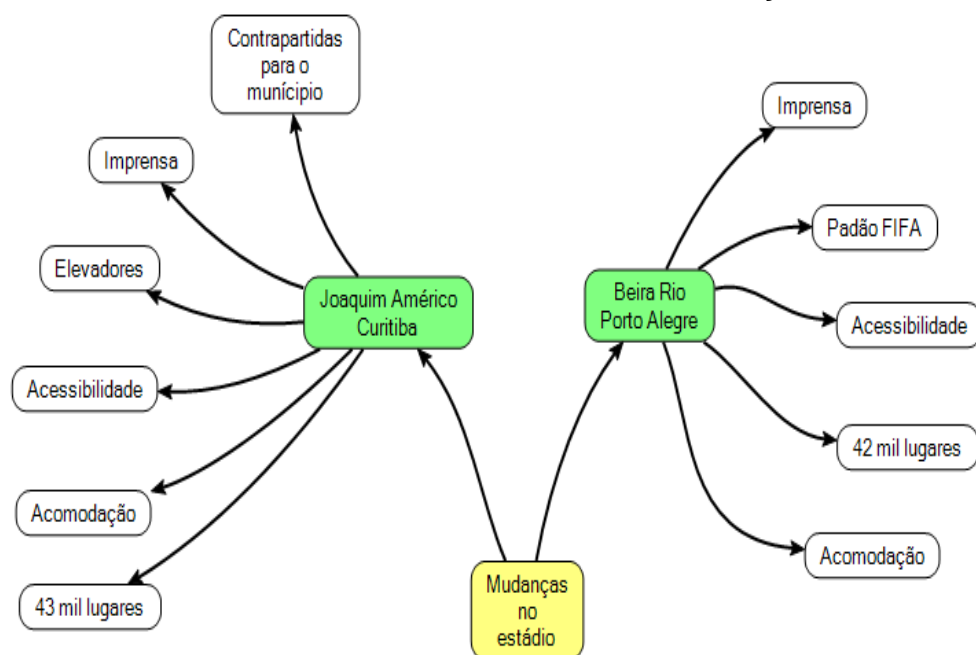 Contrapartidas
para o
munícipio
Imprensa
Imprensa
Padão FIFA
Elevadores
Joaquim Américo
Curitiba
Beira Rio
Porto Alegre
Acessibilidade
Acessibilidade
42 mil lugares
Acomodação
Acomodação
43 mil lugares
Mudanças
no
estádio